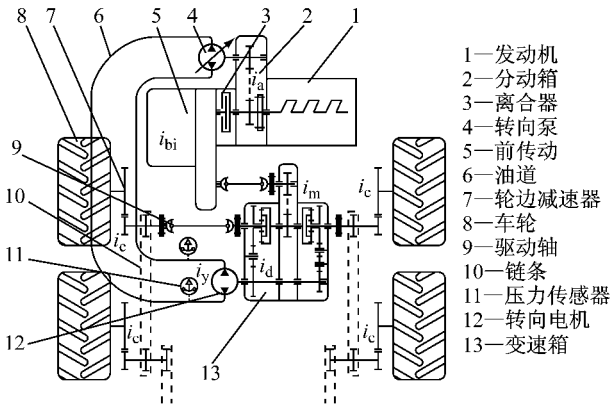 8
7
6
4
3
2
1
5
9
10
11
12
13
i_a
i_bi
i_m
i_c
i_c
i_y
i_d
i_c
i_c
1—发动机
2—分动箱
3—离合器
4—转向泵
5—前传动
6—油道
7—轮边减速器
8—车轮
9—驱动轴
10—链条
11—压力传感器
12—转向电机
13—变速箱